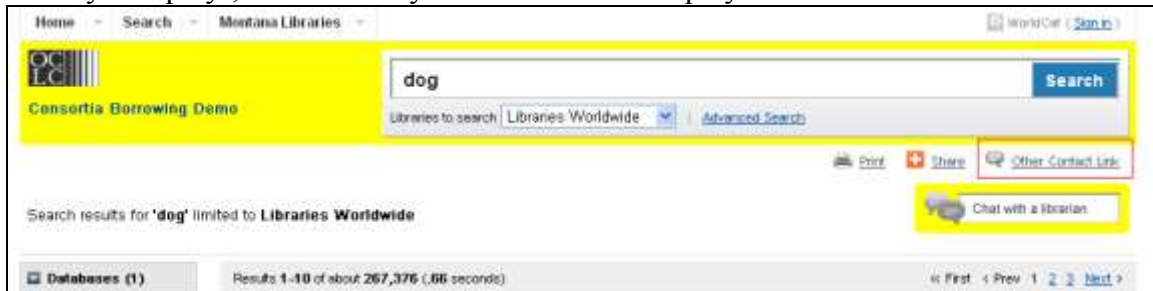 Home Search Montana Libraries WorldCat ( Sign in )
OCLC
dog Search
Consortia Borrowing Demo
Libraries to search Libraries Worldwide | Advanced Search
Print Share Other Contact Link
Search results for 'dog' limited to Libraries Worldwide
Chat with a librarian
Databases (1) Results 1-10 of about 267,376 (.66 seconds) « First < Prev 1 2 3 Next >